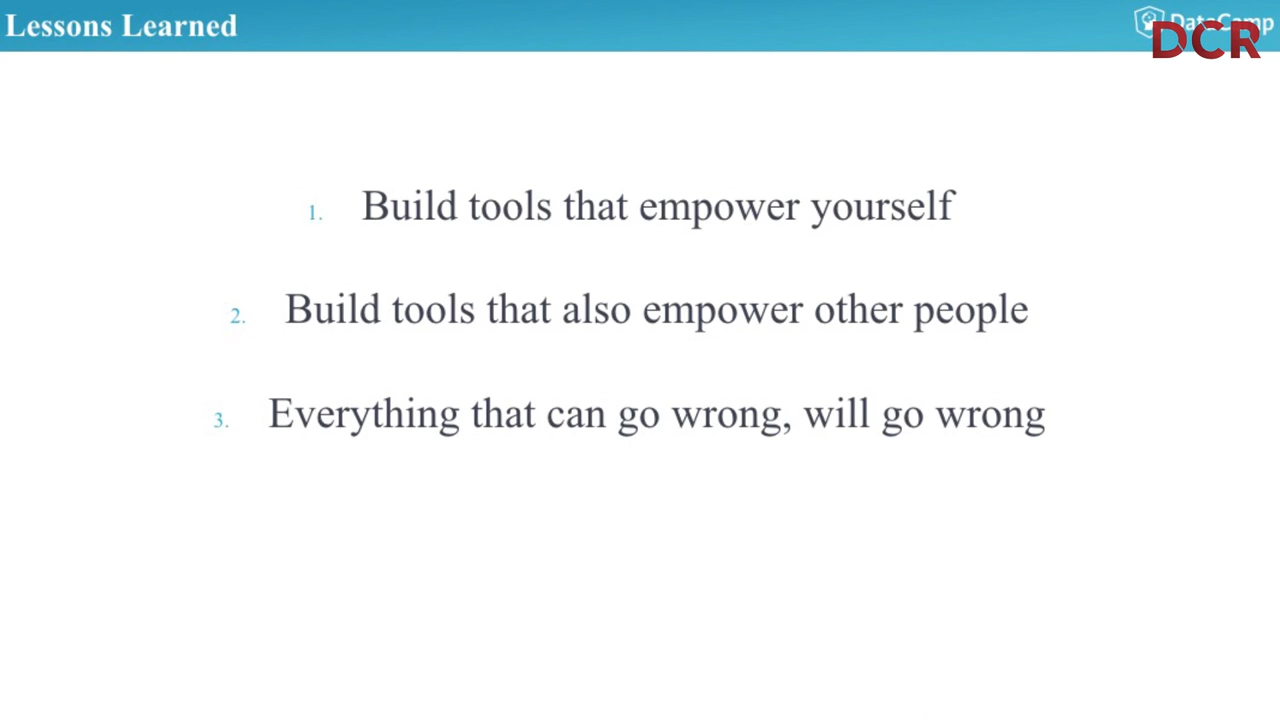 Lessons Learned
DataCamp
DCR
1. Build tools that empower yourself
2. Build tools that also empower other people
3. Everything that can go wrong, will go wrong